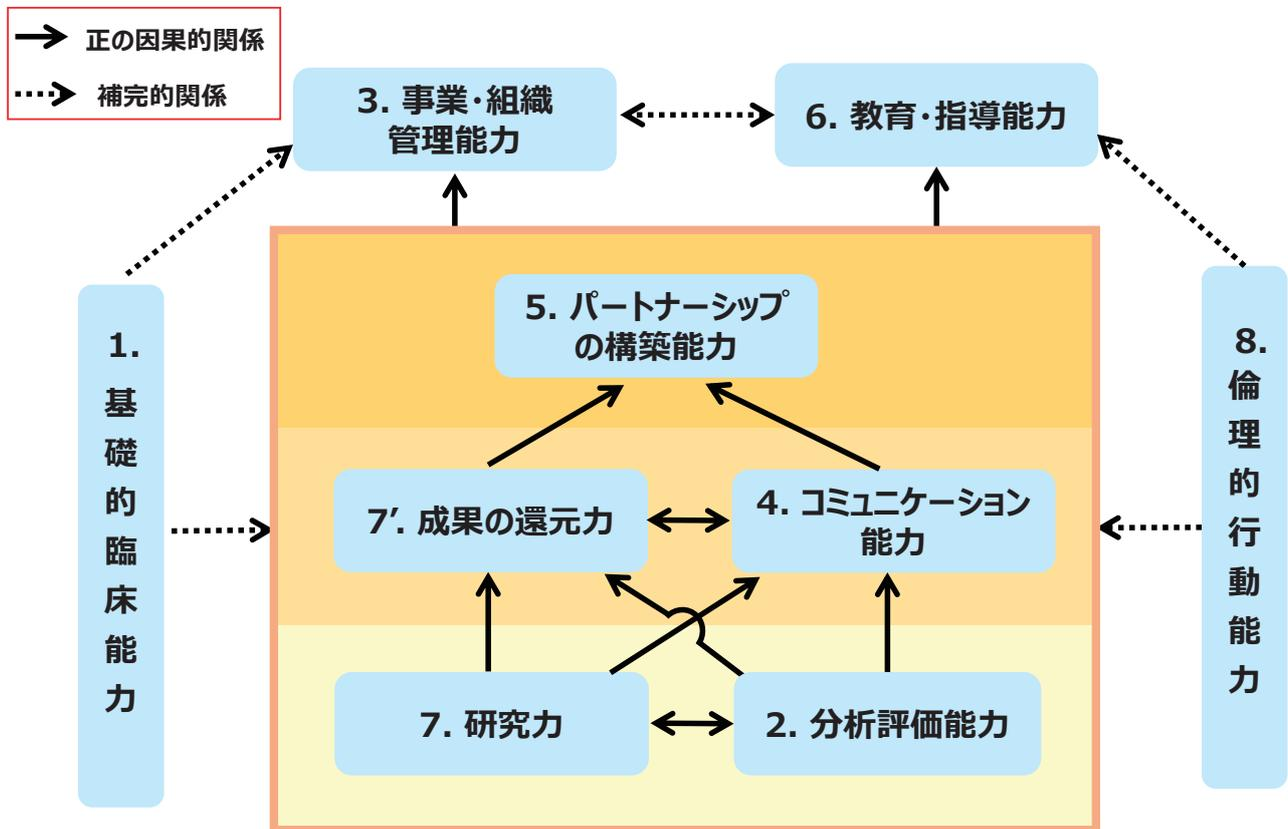 正の因果的関係
補完的関係
3. 事業・組織
管理能力
6. 教育・指導能力
5. パートナーシップ
の構築能力
1.
基礎的臨床能力
8.
倫理的行動能力
7’. 成果の還元力
4. コミュニケーション
能力
7. 研究力
2. 分析評価能力